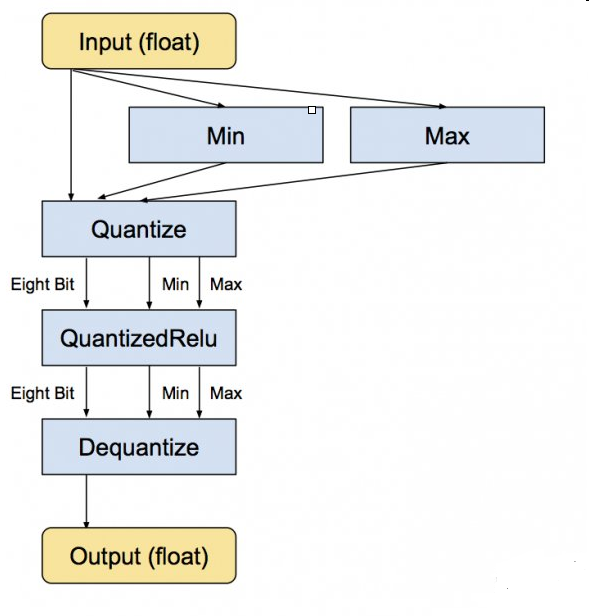 Input (float)
Min
Max
Quantize
Eight Bit
Min
Max
QuantizedRelu
Eight Bit
Min
Max
Dequantize
Output (float)